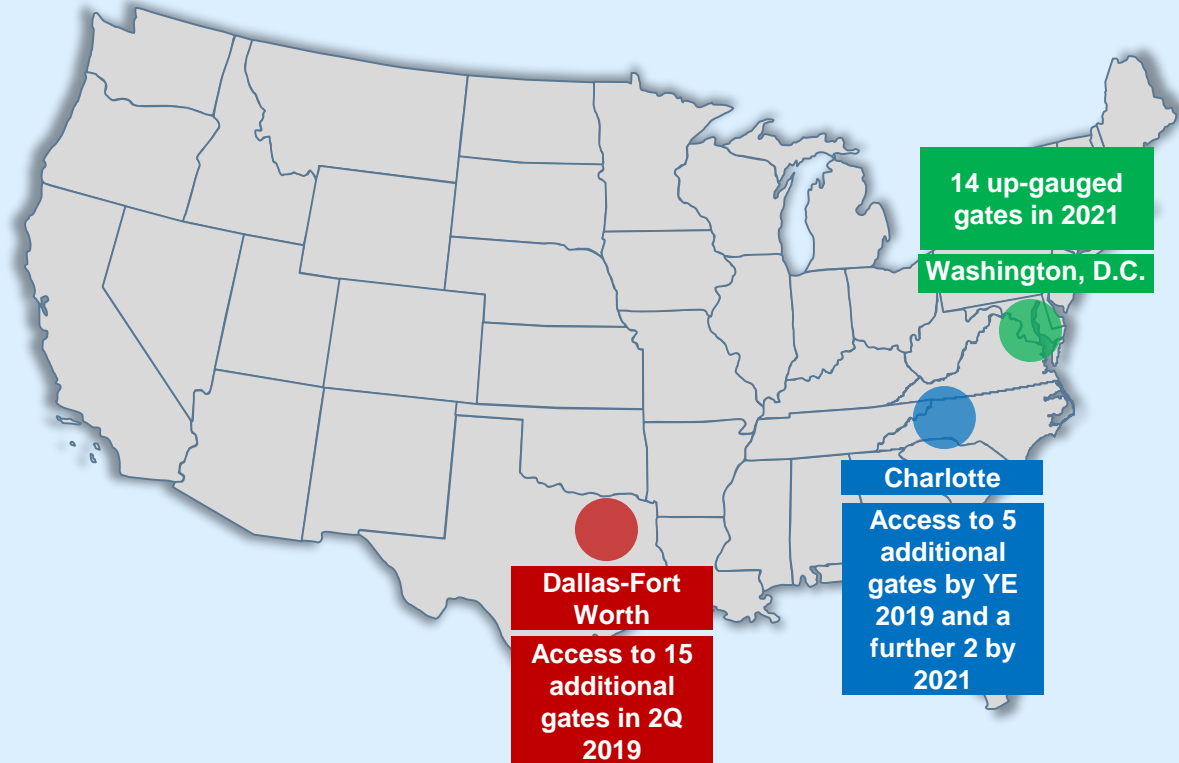 14 up-gauged
gates in 2021
Washington, D.C.
Charlotte
Access to 5
additional
gates by YE
2019 and a
further 2 by
2021
Dallas-Fort
Worth
Access to 15
additional
gates in 2Q
2019